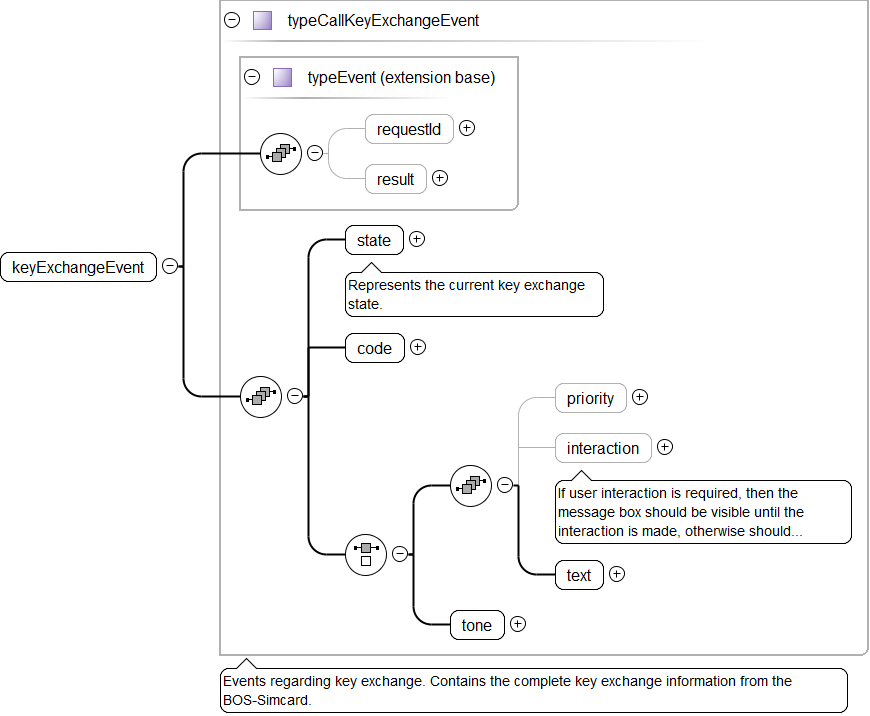 typeCallKeyExchangeEvent
typeEvent (extension base)
requestId
result
keyExchangeEvent
state
Represents the current key exchange
state.
code
priority
interaction
If user interaction is required, then the
message box should be visible until the
interaction is made, otherwise should...
text
tone
Events regarding key exchange. Contains the complete key exchange information from the
BOS-Simcard.